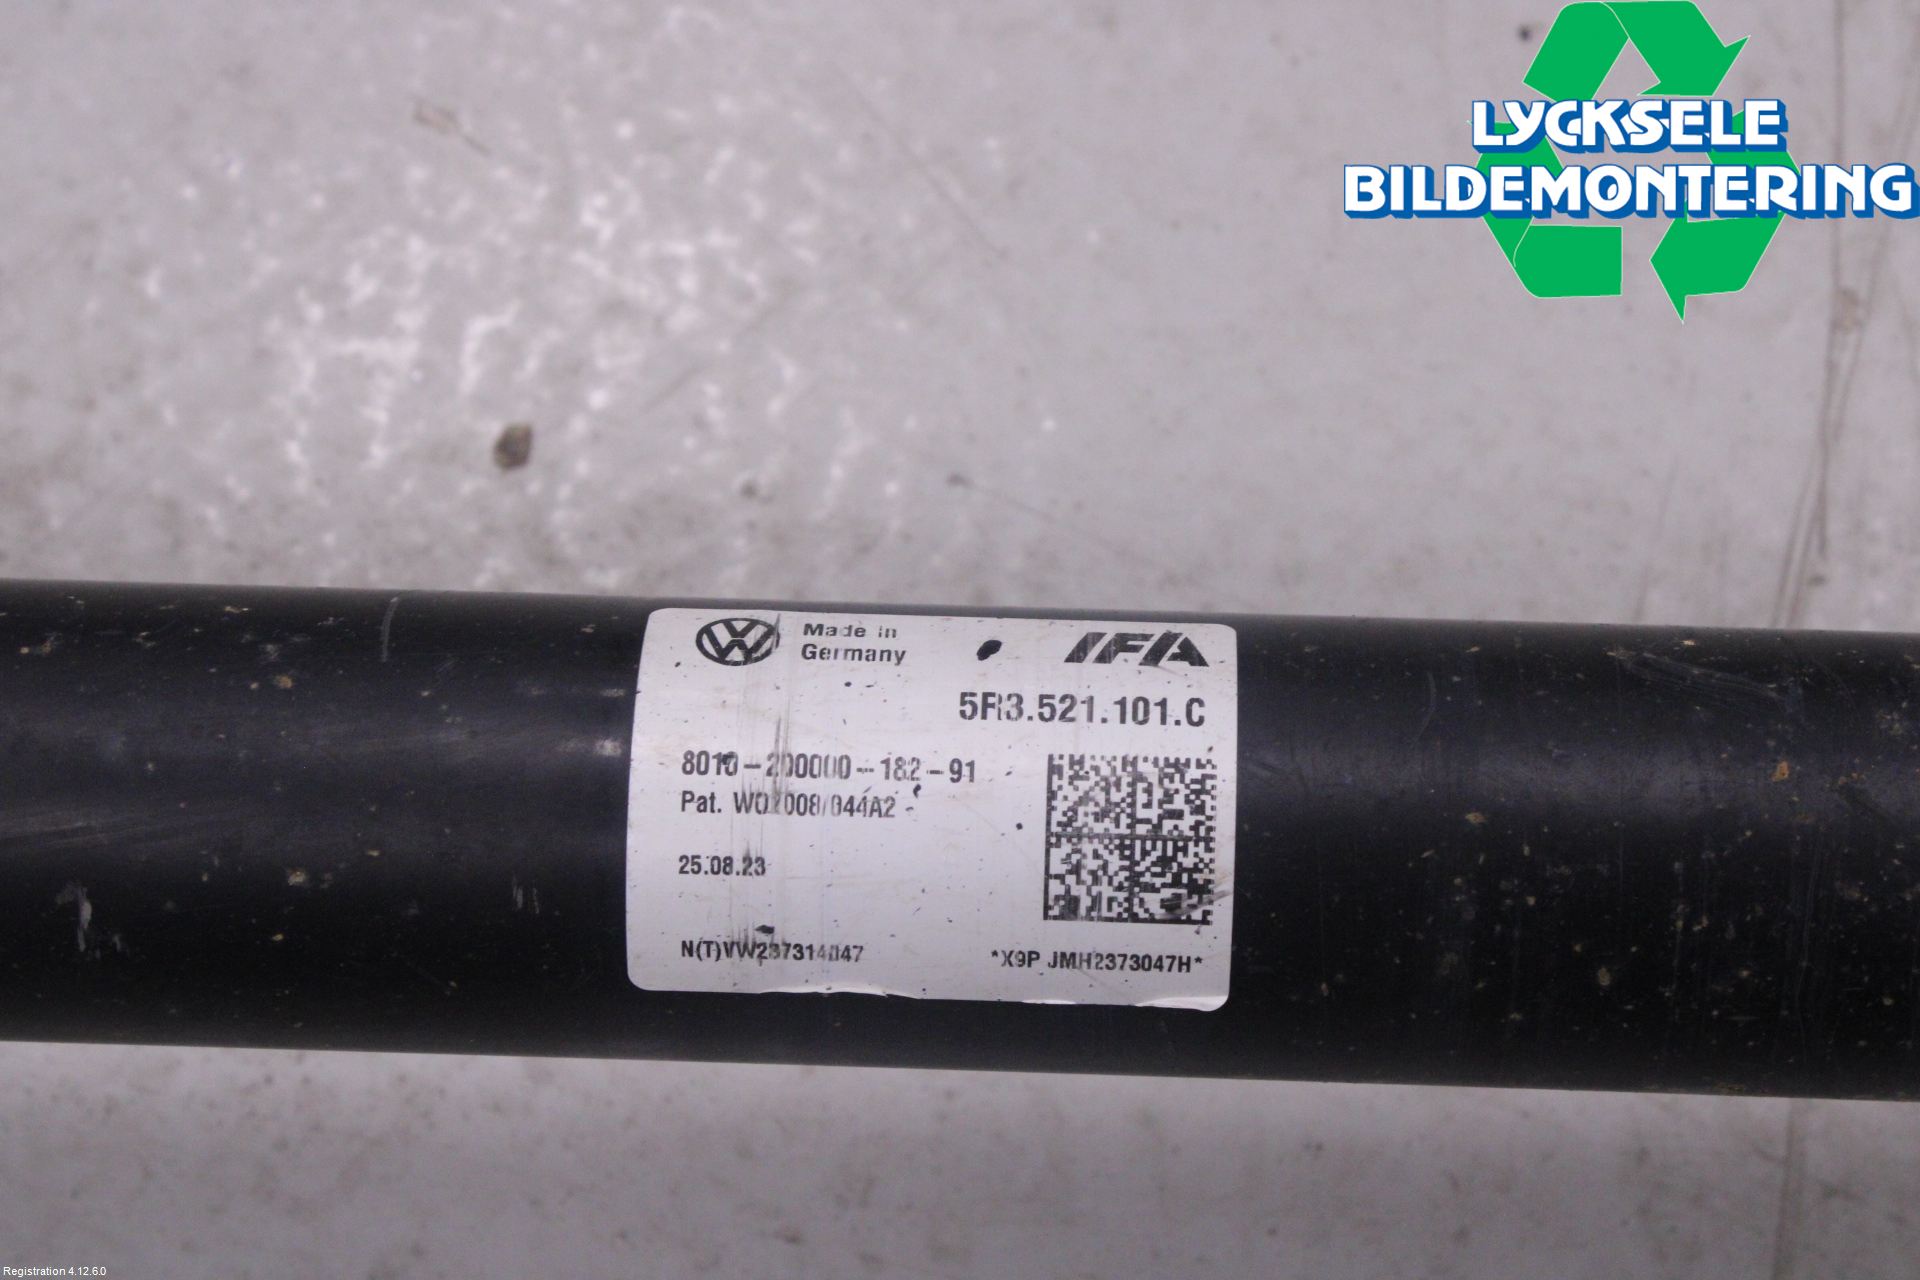 LYCKSELE
BILDEMONTERING
Made in
Germany
IFA
5R3.521.101.C
8010-200000-182-91
Pat. WO2008/044A2
25.08.23
N(T)VW237314047
*X9P JMH2373047H*
Registration 4.12.6.0